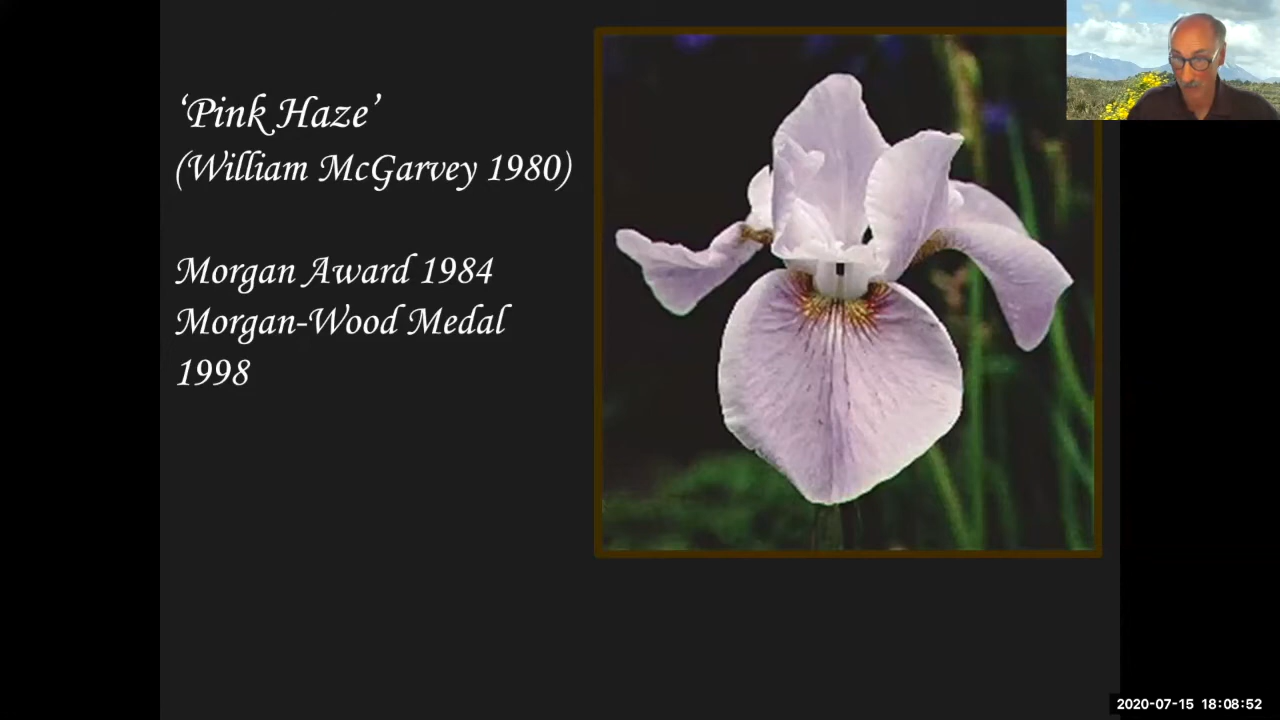 ‘Pink Haze’
(William McGarvey 1980)
Morgan Award 1984
Morgan-Wood Medal
1998
2020-07-15 18:08:52